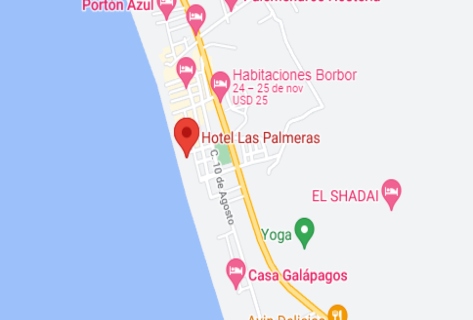 Portón Azul
Habitaciones Borbor
24 – 25 de nov
USD 25
Hotel Las Palmeras
C. 10 de Agosto
EL SHADAI
Yoga
Casa Galápagos